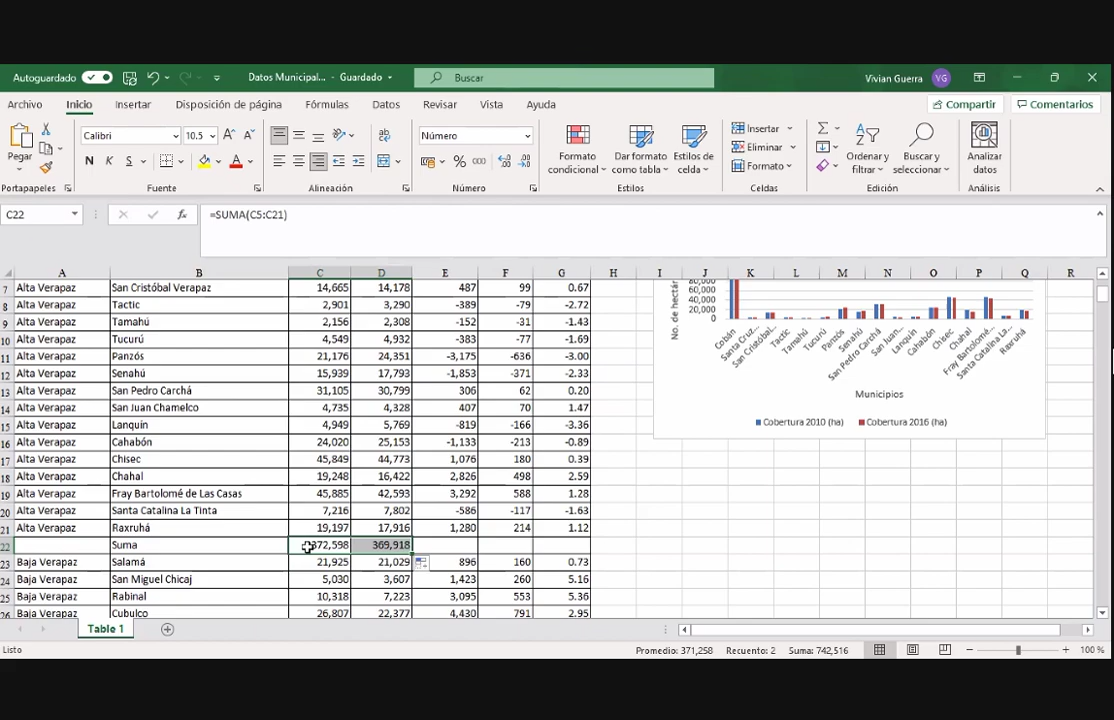 Autoguardado Datos Municipal... - Guardado Buscar Vivian Guerra VG
Archivo Inicio Insertar Disposición de página Fórmulas Datos Revisar Vista Ayuda Compartir Comentarios
Pegar Calibri 10.5 Número Formato condicional Dar formato como tabla Estilos de celda Insertar Eliminar Formato Ordenar y filtrar Buscar y seleccionar Analizar datos
N K S
Portapapeles Fuente Alineación Número Estilos Celdas Edición Análisis
C22 fx =SUMA(C5:C21)
A B C D E F G H I J K L M N O P Q R
7 Alta Verapaz San Cristóbal Verapaz 14,665 14,178 487 99 0.67
8 Alta Verapaz Tactic 2,901 3,290 -389 -79 -2.72
9 Alta Verapaz Tamahú 2,156 2,308 -152 -31 -1.43
10 Alta Verapaz Tucurú 4,549 4,932 -383 -77 -1.69
11 Alta Verapaz Panzós 21,176 24,351 -3,175 -636 -3.00
12 Alta Verapaz Senahú 15,939 17,793 -1,853 -371 -2.33
13 Alta Verapaz San Pedro Carchá 31,105 30,799 306 62 0.20
14 Alta Verapaz San Juan Chamelco 4,735 4,328 407 70 1.47
15 Alta Verapaz Lanquín 4,949 5,769 -819 -166 -3.36
16 Alta Verapaz Cahabón 24,020 25,153 -1,133 -213 -0.89
17 Alta Verapaz Chisec 45,849 44,773 1,076 180 0.39
18 Alta Verapaz Chahal 19,248 16,422 2,826 498 2.59
19 Alta Verapaz Fray Bartolomé de Las Casas 45,885 42,593 3,292 588 1.28
20 Alta Verapaz Santa Catalina La Tinta 7,216 7,802 -586 -117 -1.63
21 Alta Verapaz Raxruhá 19,197 17,916 1,280 214 1.12
22 Suma 372,598 369,918
23 Baja Verapaz Salamá 21,925 21,029 896 160 0.73
24 Baja Verapaz San Miguel Chicaj 5,030 3,607 1,423 260 5.16
25 Baja Verapaz Rabinal 10,318 7,223 3,095 553 5.36
26 Baja Verapaz Cubulco 26,807 22,377 4,430 791 2.95
No. de hectár
80,000
60,000
40,000
20,000
0
Cobán
Santa Cruz...
San Cristóbal...
Tactic
Tamahú
Tucurú
Panzós
Senahú
San Pedro Carchá
San Juan...
Lanquín
Cahabón
Chisec
Chahal
Fray Bartolomé...
Santa Catalina La...
Raxruhá
Municipios
Cobertura 2010 (ha) Cobertura 2016 (ha)
Table 1
Listo Promedio: 371,258 Recuento: 2 Suma: 742,516 100 %